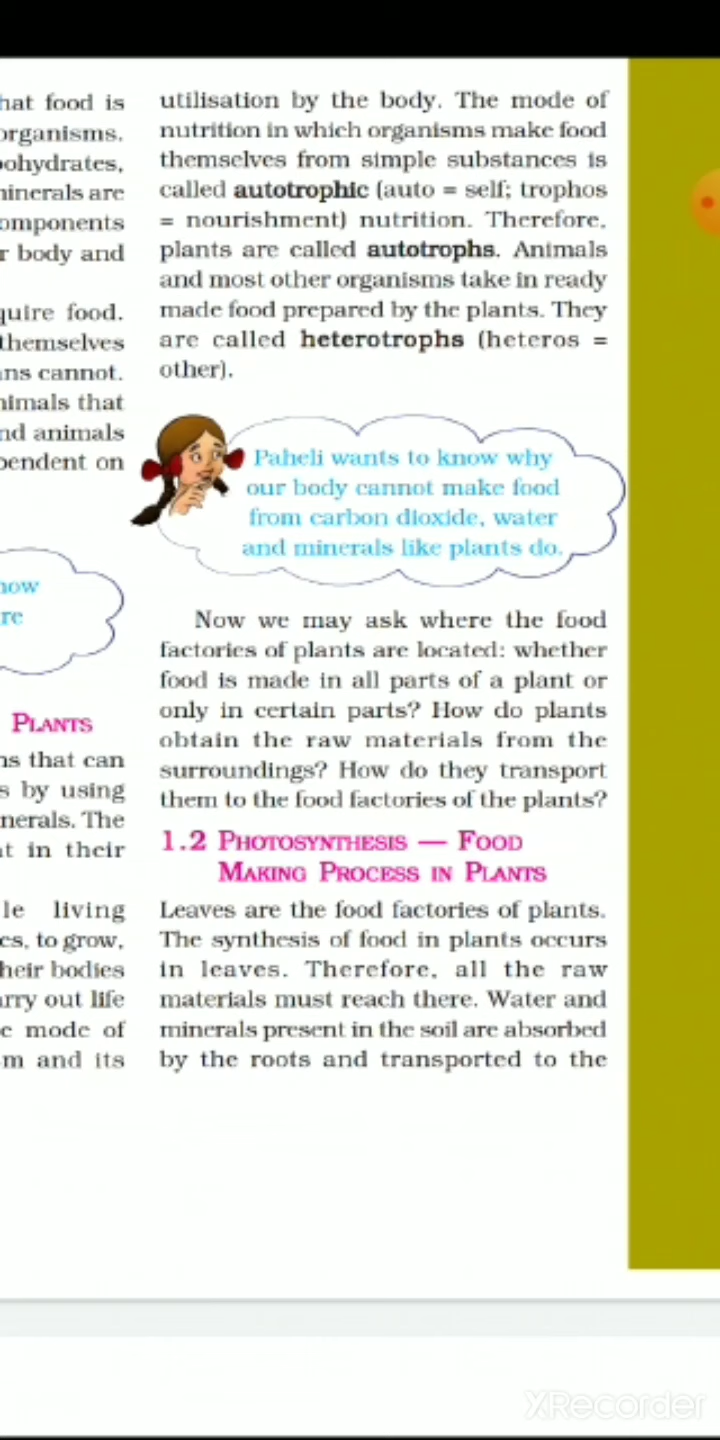 hat food is
organisms.
ohydrates,
minerals are
omponents
r body and
quire food.
themselves
ans cannot.
nimals that
nd animals
pendent on
now
re
PLANTS
ns that can
s by using
nerals. The
t in their
le living
es, to grow,
heir bodies
arry out life
e mode of
m and its
utilisation by the body. The mode of
nutrition in which organisms make food
themselves from simple substances is
called autotrophic (auto = self; trophos
= nourishment) nutrition. Therefore,
plants are called autotrophs. Animals
and most other organisms take in ready
made food prepared by the plants. They
are called heterotrophs (heteros =
other).
Paheli wants to know why
our body cannot make food
from carbon dioxide, water
and minerals like plants do.
Now we may ask where the food
factories of plants are located: whether
food is made in all parts of a plant or
only in certain parts? How do plants
obtain the raw materials from the
surroundings? How do they transport
them to the food factories of the plants?
1.2 PHOTOSYNTHESIS — FOOD
MAKING PROCESS IN PLANTS
Leaves are the food factories of plants.
The synthesis of food in plants occurs
in leaves. Therefore, all the raw
materials must reach there. Water and
minerals present in the soil are absorbed
by the roots and transported to the
XRecorder